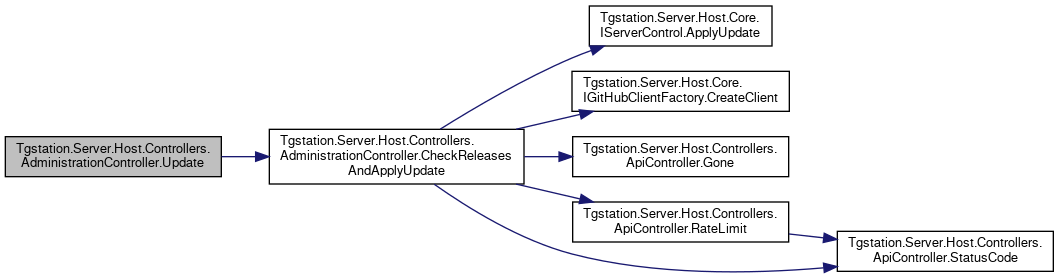 Tgstation.Server.Host.Controllers.
AdministrationController.Update
Tgstation.Server.Host.Controllers.
AdministrationController.CheckReleases
AndApplyUpdate
Tgstation.Server.Host.Core.
IServerControl.ApplyUpdate
Tgstation.Server.Host.Core.
IGitHubClientFactory.CreateClient
Tgstation.Server.Host.Controllers.
ApiController.Gone
Tgstation.Server.Host.Controllers.
ApiController.RateLimit
Tgstation.Server.Host.Controllers.
ApiController.StatusCode